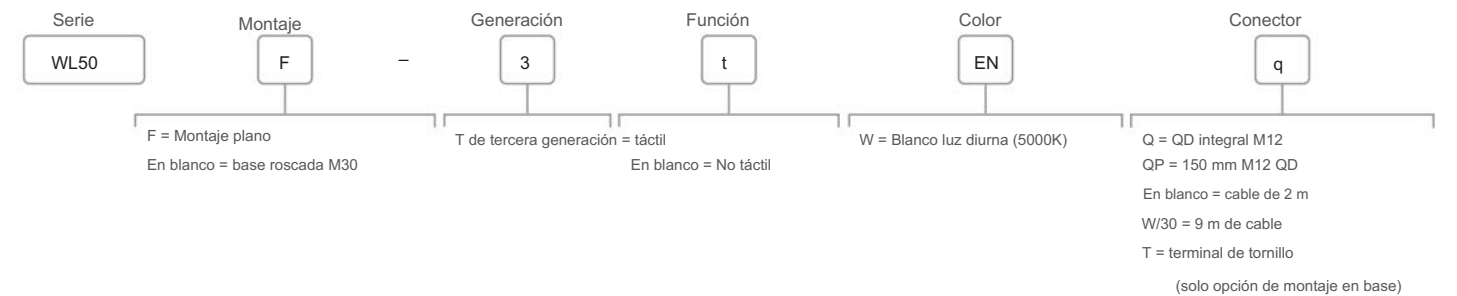 Serie Montaje Generación Función Color Conector
WL50 F – 3 t EN q
F = Montaje plano
En blanco = base roscada M30
T de tercera generación = táctil
En blanco = No táctil
W = Blanco luz diurna (5000K)
Q = QD integral M12
QP = 150 mm M12 QD
En blanco = cable de 2 m
W/30 = 9 m de cable
T = terminal de tornillo
(solo opción de montaje en base)